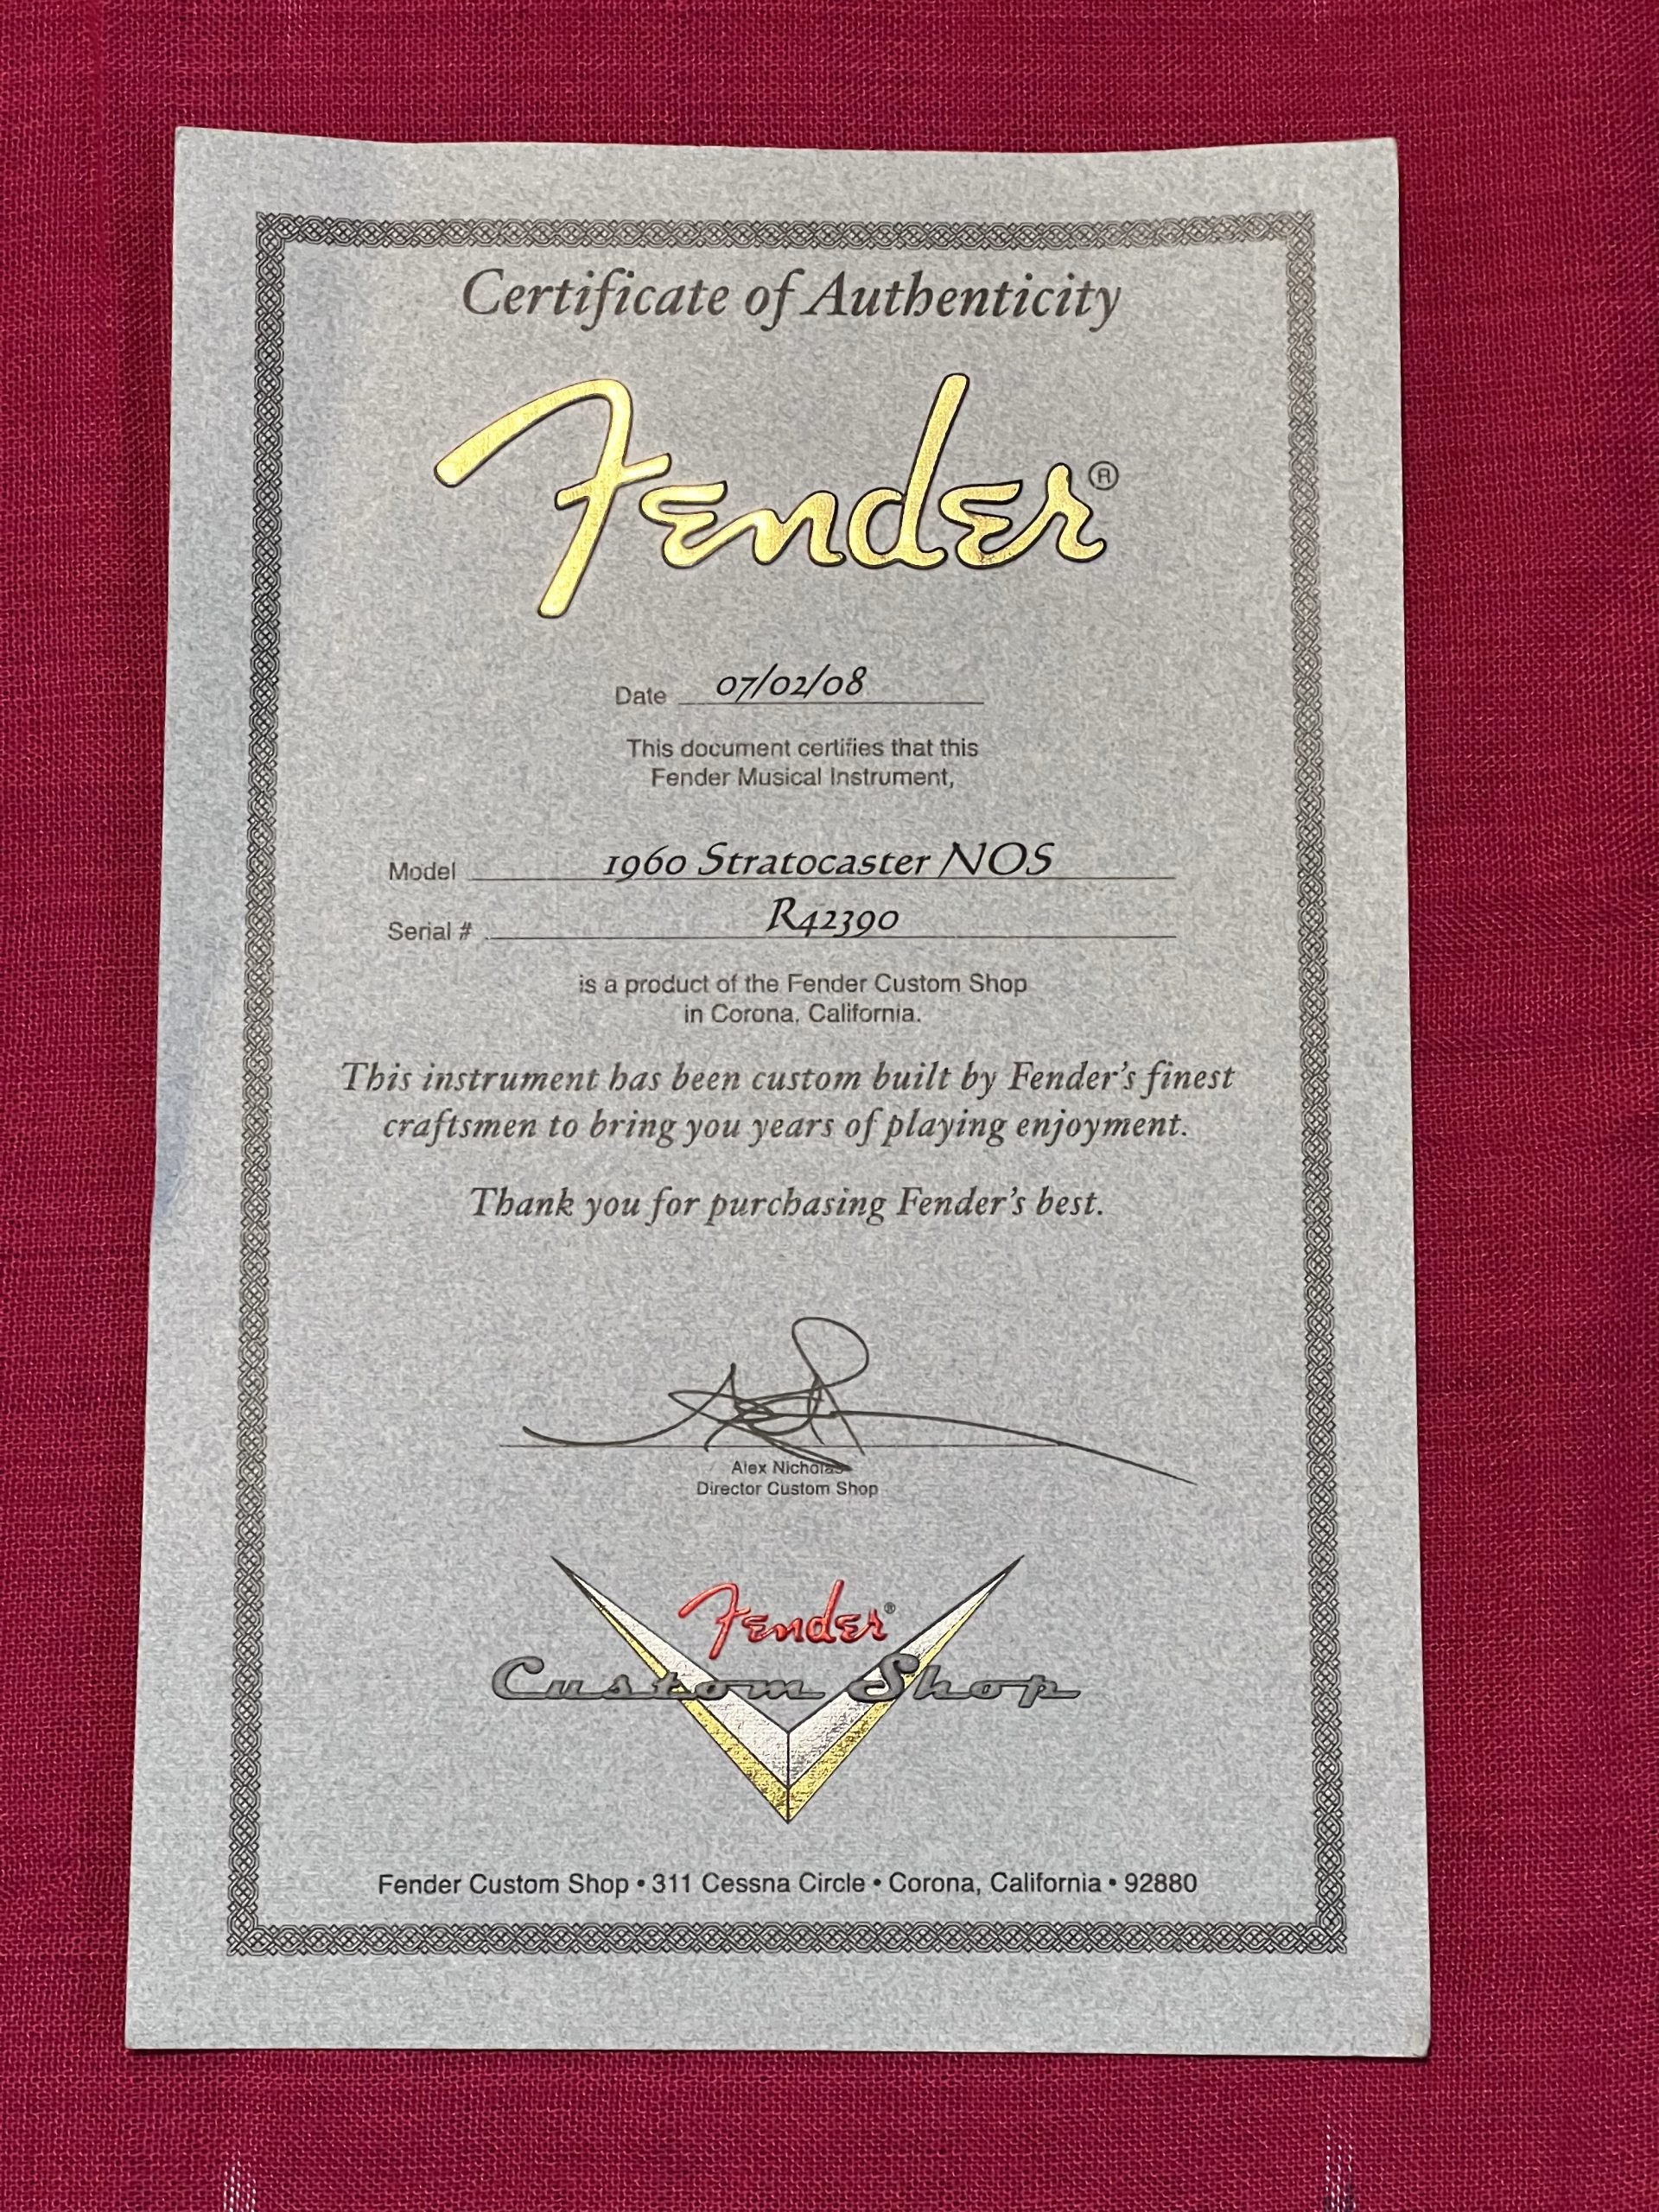 Certificate of Authenticity
Fender®
Date 07/02/08
This document certifies that this
Fender Musical Instrument,
Model 1960 Stratocaster NOS
Serial # R42390
is a product of the Fender Custom Shop
in Corona, California.
This instrument has been custom built by Fender's finest
craftsmen to bring you years of playing enjoyment.
Thank you for purchasing Fender's best.
Alex Nicholas
Director Custom Shop
Fender®
Custom Shop
Fender Custom Shop • 311 Cessna Circle • Corona, California • 92880